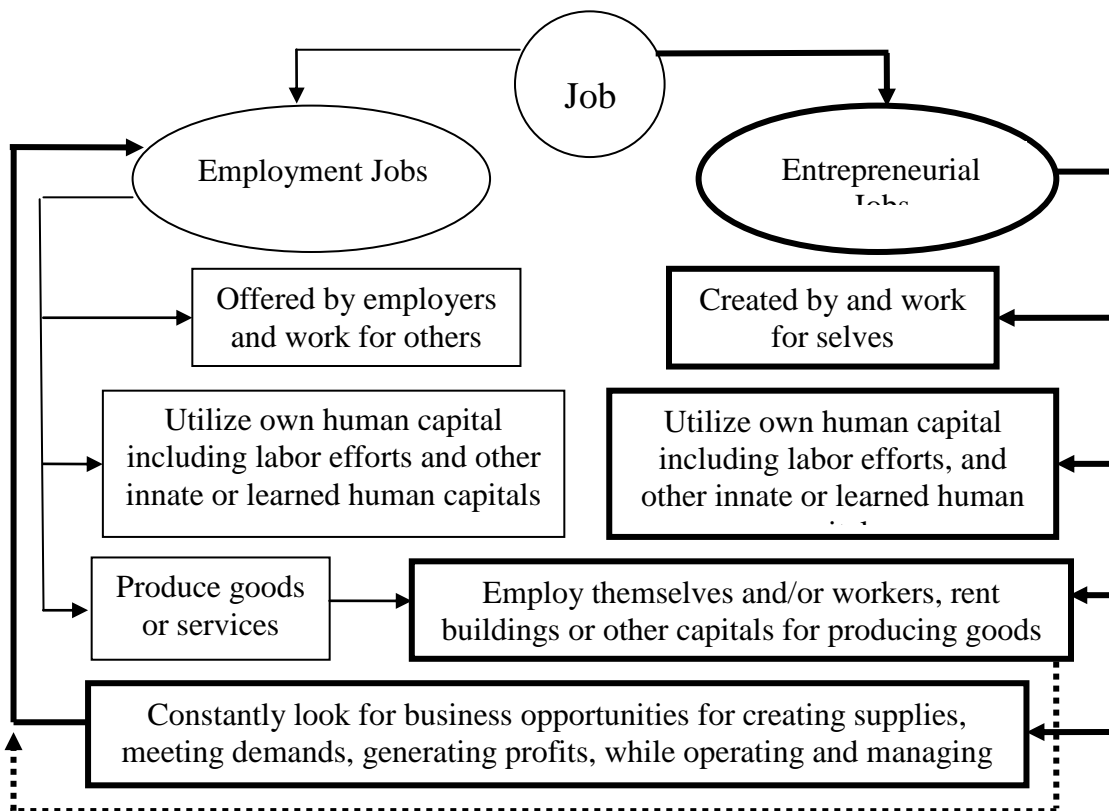 Job
Employment Jobs
Entrepreneurial
Jobs
Offered by employers
and work for others
Created by and work
for selves
Utilize own human capital
including labor efforts and other
innate or learned human capitals
Utilize own human capital
including labor efforts, and
other innate or learned human
Produce goods
or services
Employ themselves and/or workers, rent
buildings or other capitals for producing goods
Constantly look for business opportunities for creating supplies,
meeting demands, generating profits, while operating and managing